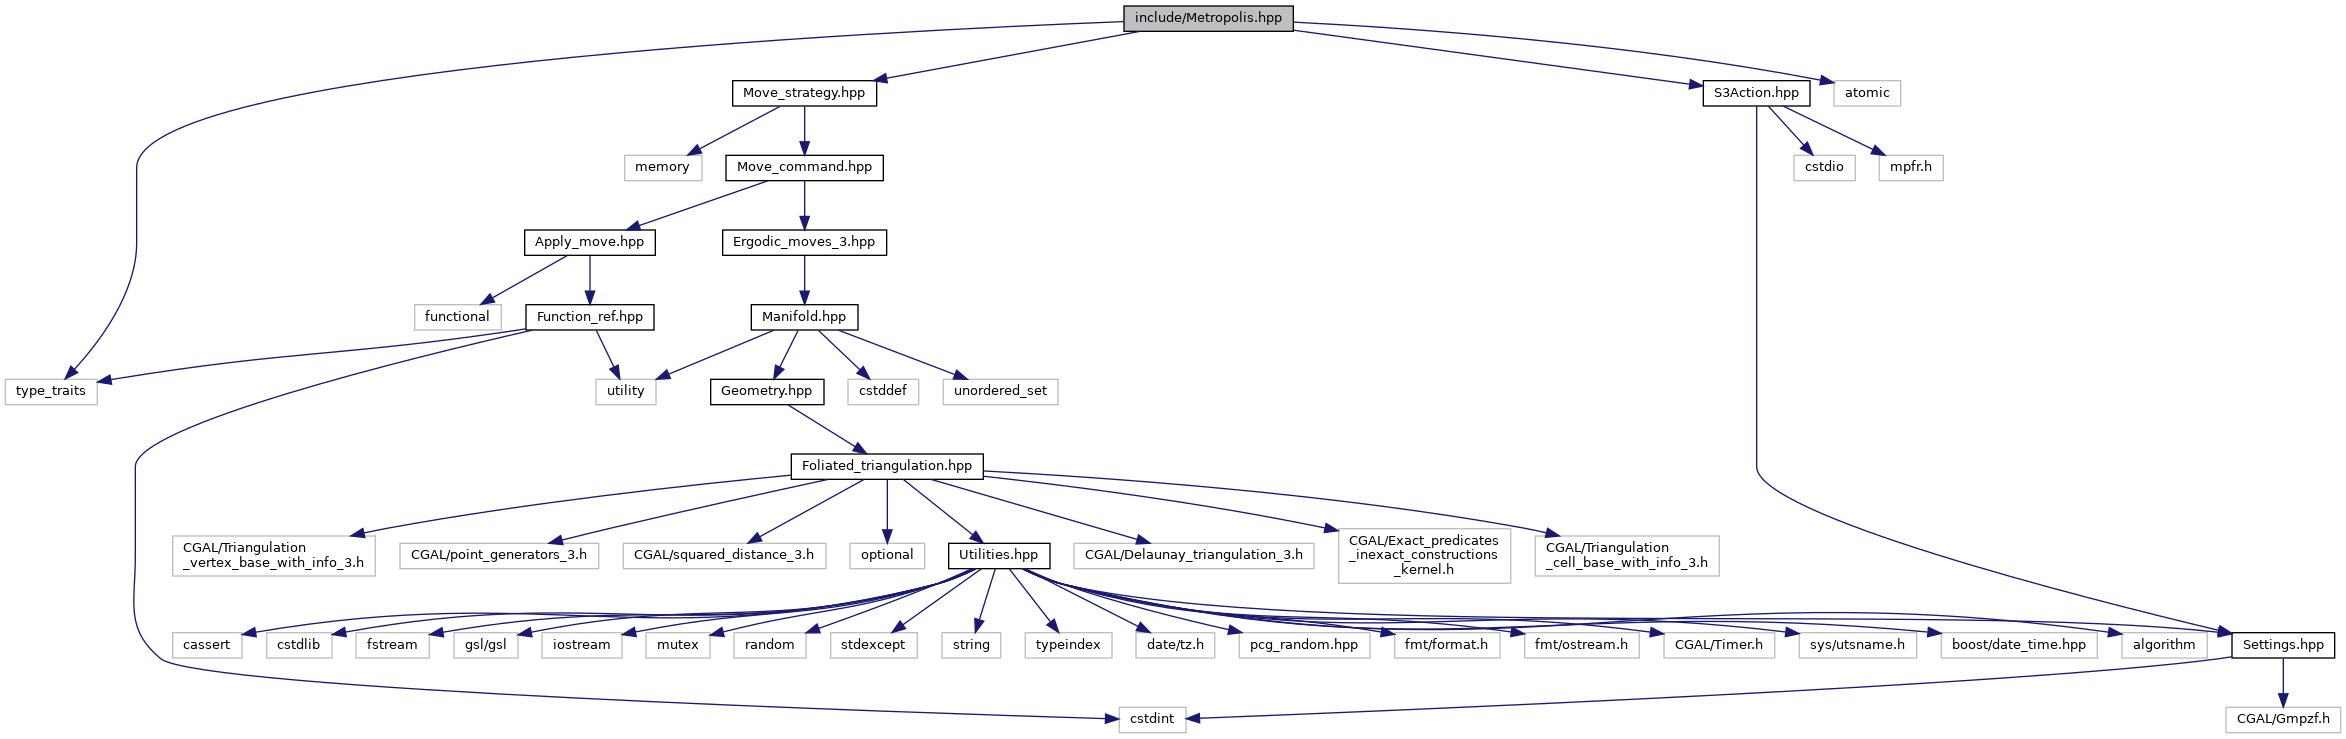 include/Metropolis.hpp
Move_strategy.hpp
S3Action.hpp
atomic
memory
Move_command.hpp
cstdio
mpfr.h
Apply_move.hpp
Ergodic_moves_3.hpp
functional
Function_ref.hpp
Manifold.hpp
type_traits
utility
Geometry.hpp
cstddef
unordered_set
Foliated_triangulation.hpp
CGAL/Triangulation
_vertex_base_with_info_3.h
CGAL/point_generators_3.h
CGAL/squared_distance_3.h
optional
Utilities.hpp
CGAL/Delaunay_triangulation_3.h
CGAL/Exact_predicates
_inexact_constructions
_kernel.h
CGAL/Triangulation
_cell_base_with_info_3.h
cassert
cstdlib
fstream
gsl/gsl
iostream
mutex
random
stdexcept
string
typeindex
date/tz.h
pcg_random.hpp
fmt/format.h
fmt/ostream.h
CGAL/Timer.h
sys/utsname.h
boost/date_time.hpp
algorithm
Settings.hpp
cstdint
CGAL/Gmpzf.h